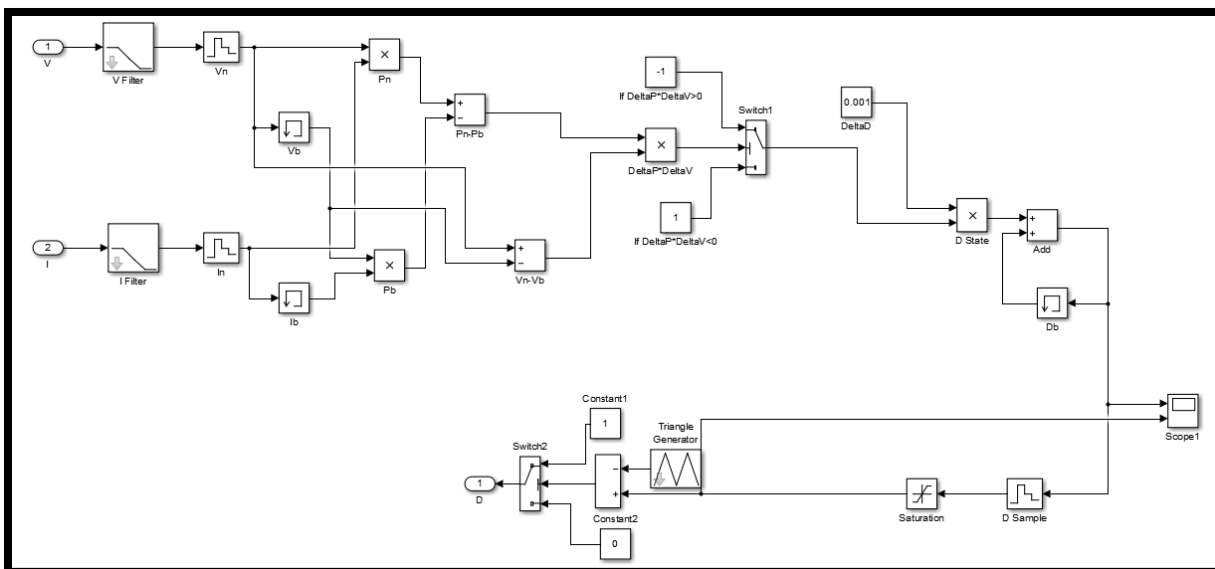 1
V
V Filter
Vn
×
Pn
-1
If DeltaP*DeltaV>0
Switch1
0.001
DeltaD
+
−
Pn-Pb
Vb
×
DeltaP*DeltaV
1
If DeltaP*DeltaV<0
2
I
I Filter
In
Ib
×
Pb
+
−
Vn-Vb
×
D State
+
+
Add
Db
Scope1
Constant1
1
Triangle
Generator
Switch2
1
D
−
+
Constant2
0
Saturation
D Sample